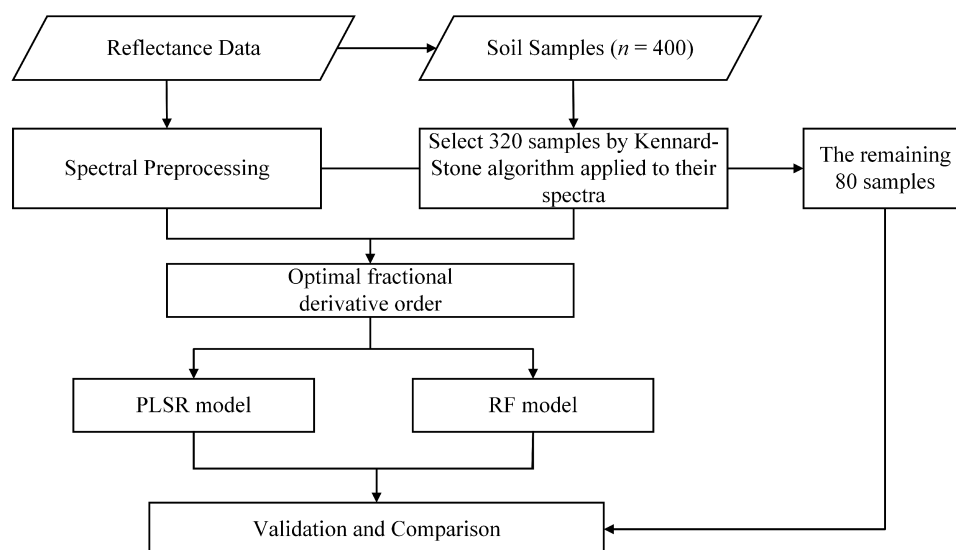 Reflectance Data
Soil Samples (n = 400)
Spectral Preprocessing
Select 320 samples by Kennard-
Stone algorithm applied to their
spectra
The remaining
80 samples
Optimal fractional
derivative order
PLSR model
RF model
Validation and Comparison